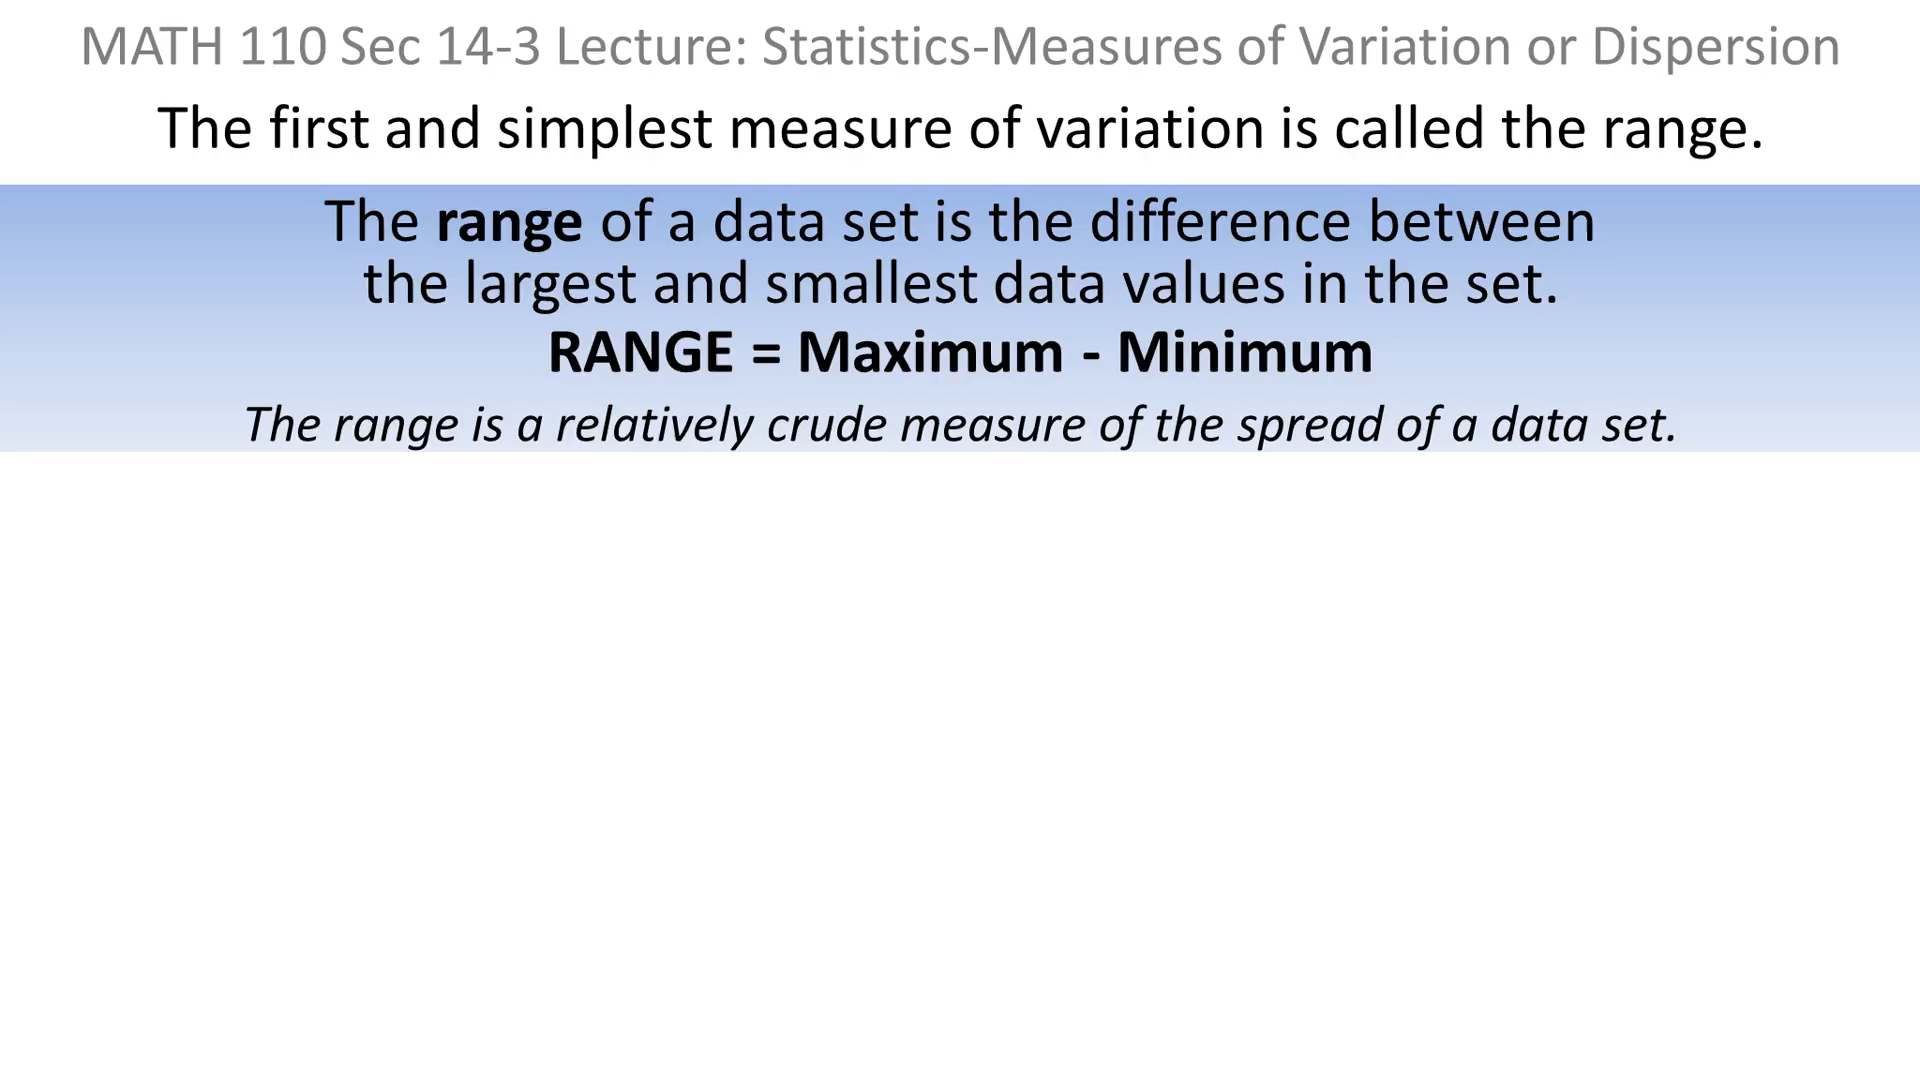 MATH 110 Sec 14-3 Lecture: Statistics-Measures of Variation or Dispersion
The first and simplest measure of variation is called the range.
The range of a data set is the difference between
the largest and smallest data values in the set.
RANGE = Maximum - Minimum
The range is a relatively crude measure of the spread of a data set.